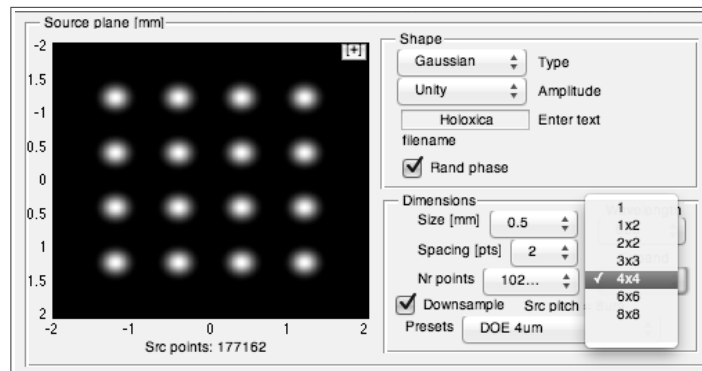 Source plane [mm]
-2
1.5
-1
0.5
0
0.5
1
1.5
2
-2
-1
0
1
2
Src points: 177162
[+]
Shape
Gaussian Type
Unity Amplitude
Holoxica Enter text
filename
Rand phase
Dimensions
Size [mm] 0.5
Spacing [pts] 2
Nr points 102...
Downsample Src pitch
Presets DOE 4um
1
1x2
2x2
3x3
✓ 4x4
6x6
8x8